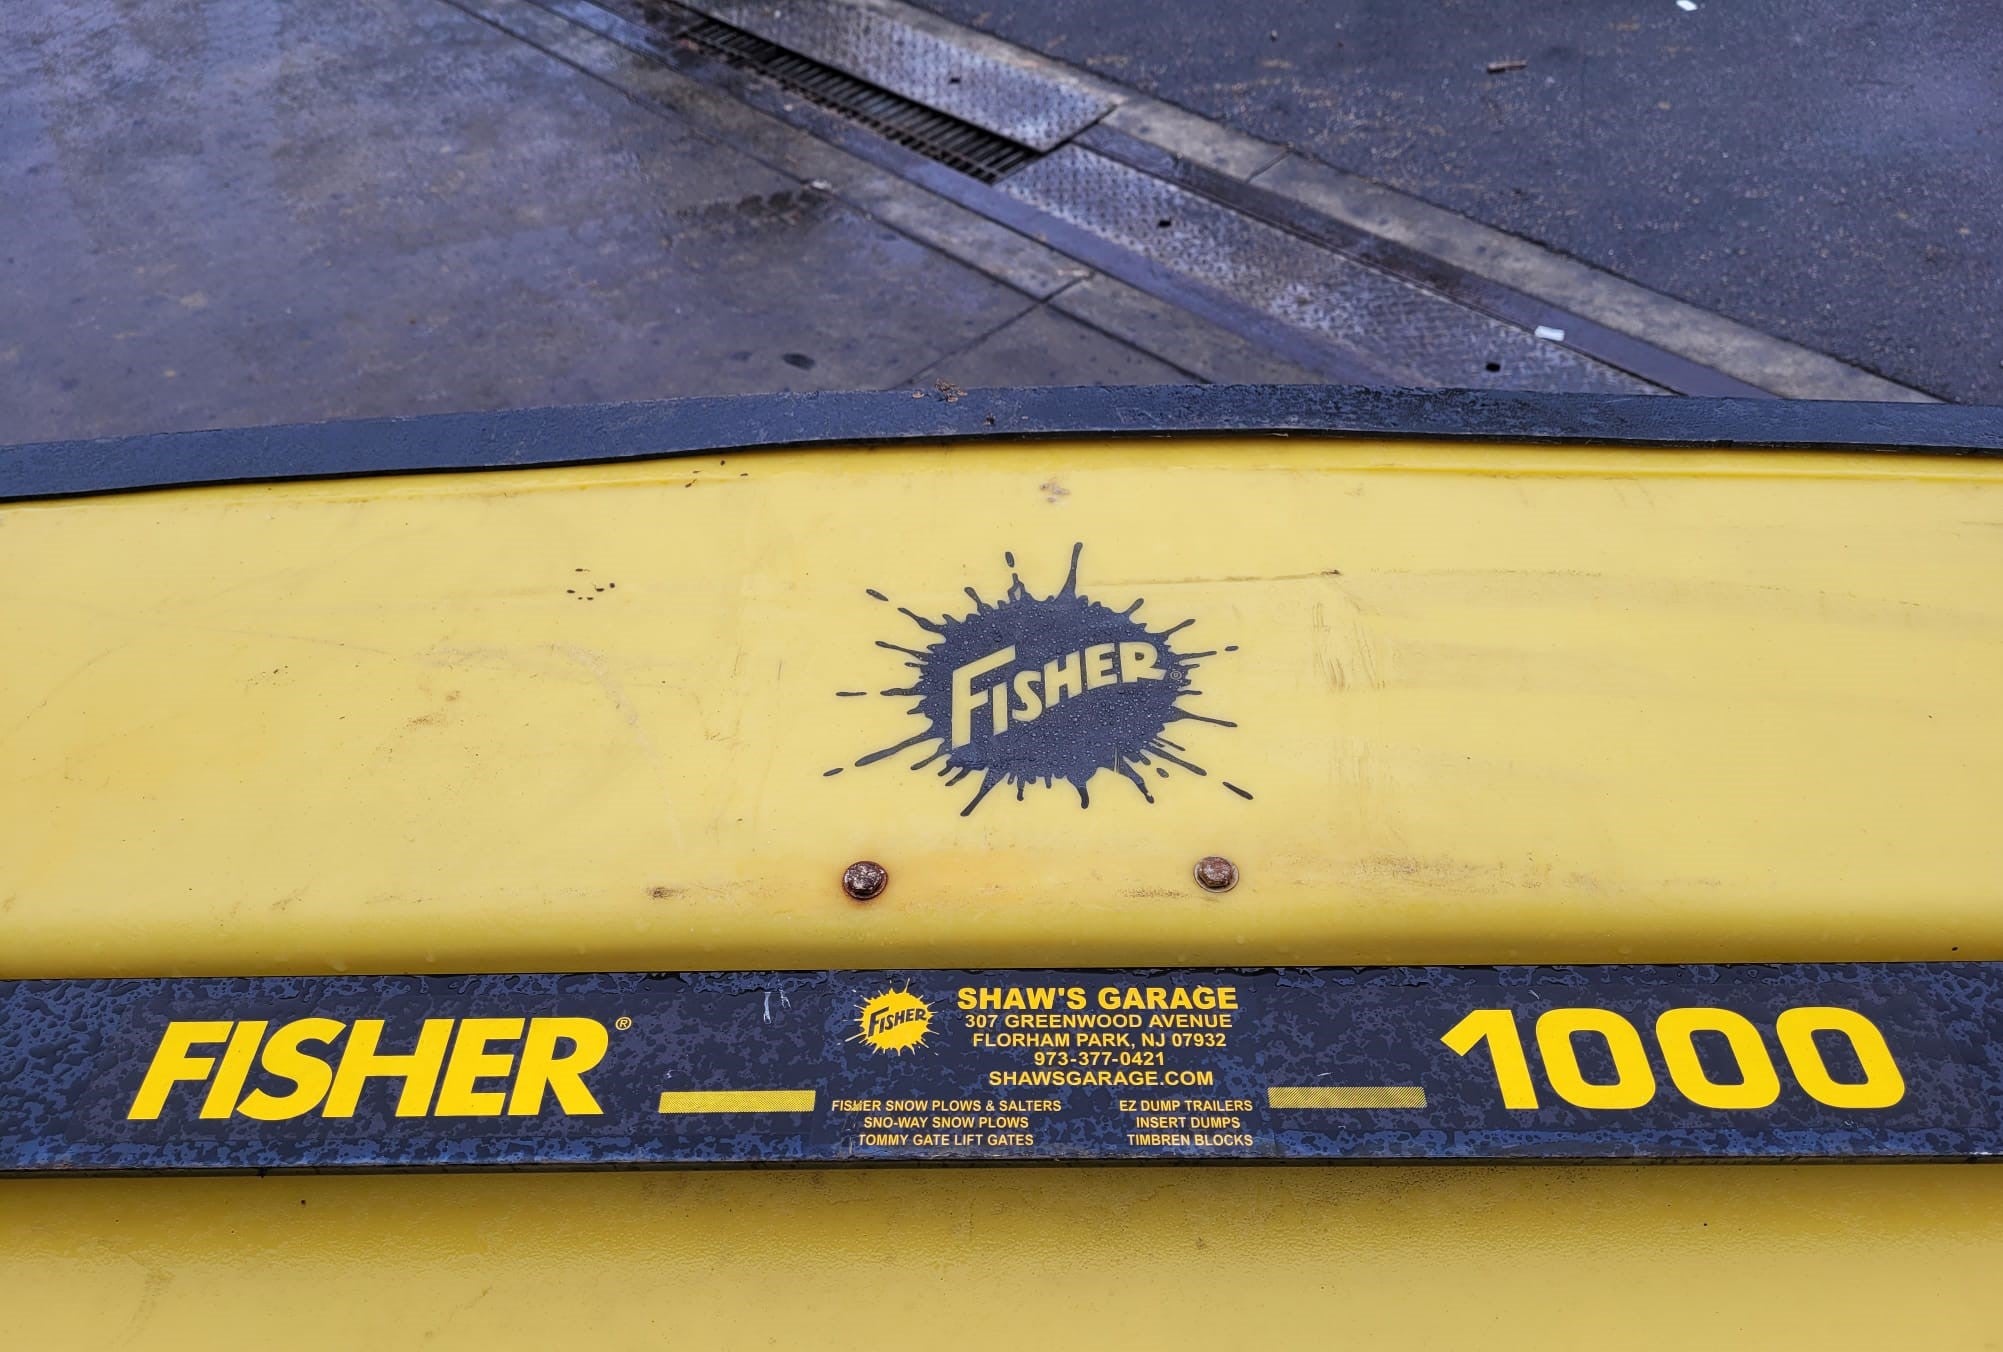 FISHER®
FISHER®
FISHER
SHAW'S GARAGE
307 GREENWOOD AVENUE
FLORHAM PARK, NJ 07932
973-377-0421
SHAWSGARAGE.COM
FISHER SNOW PLOWS & SALTERS
SNO-WAY SNOW PLOWS
TOMMY GATE LIFT GATES
EZ DUMP TRAILERS
INSERT DUMPS
TIMBREN BLOCKS
1000